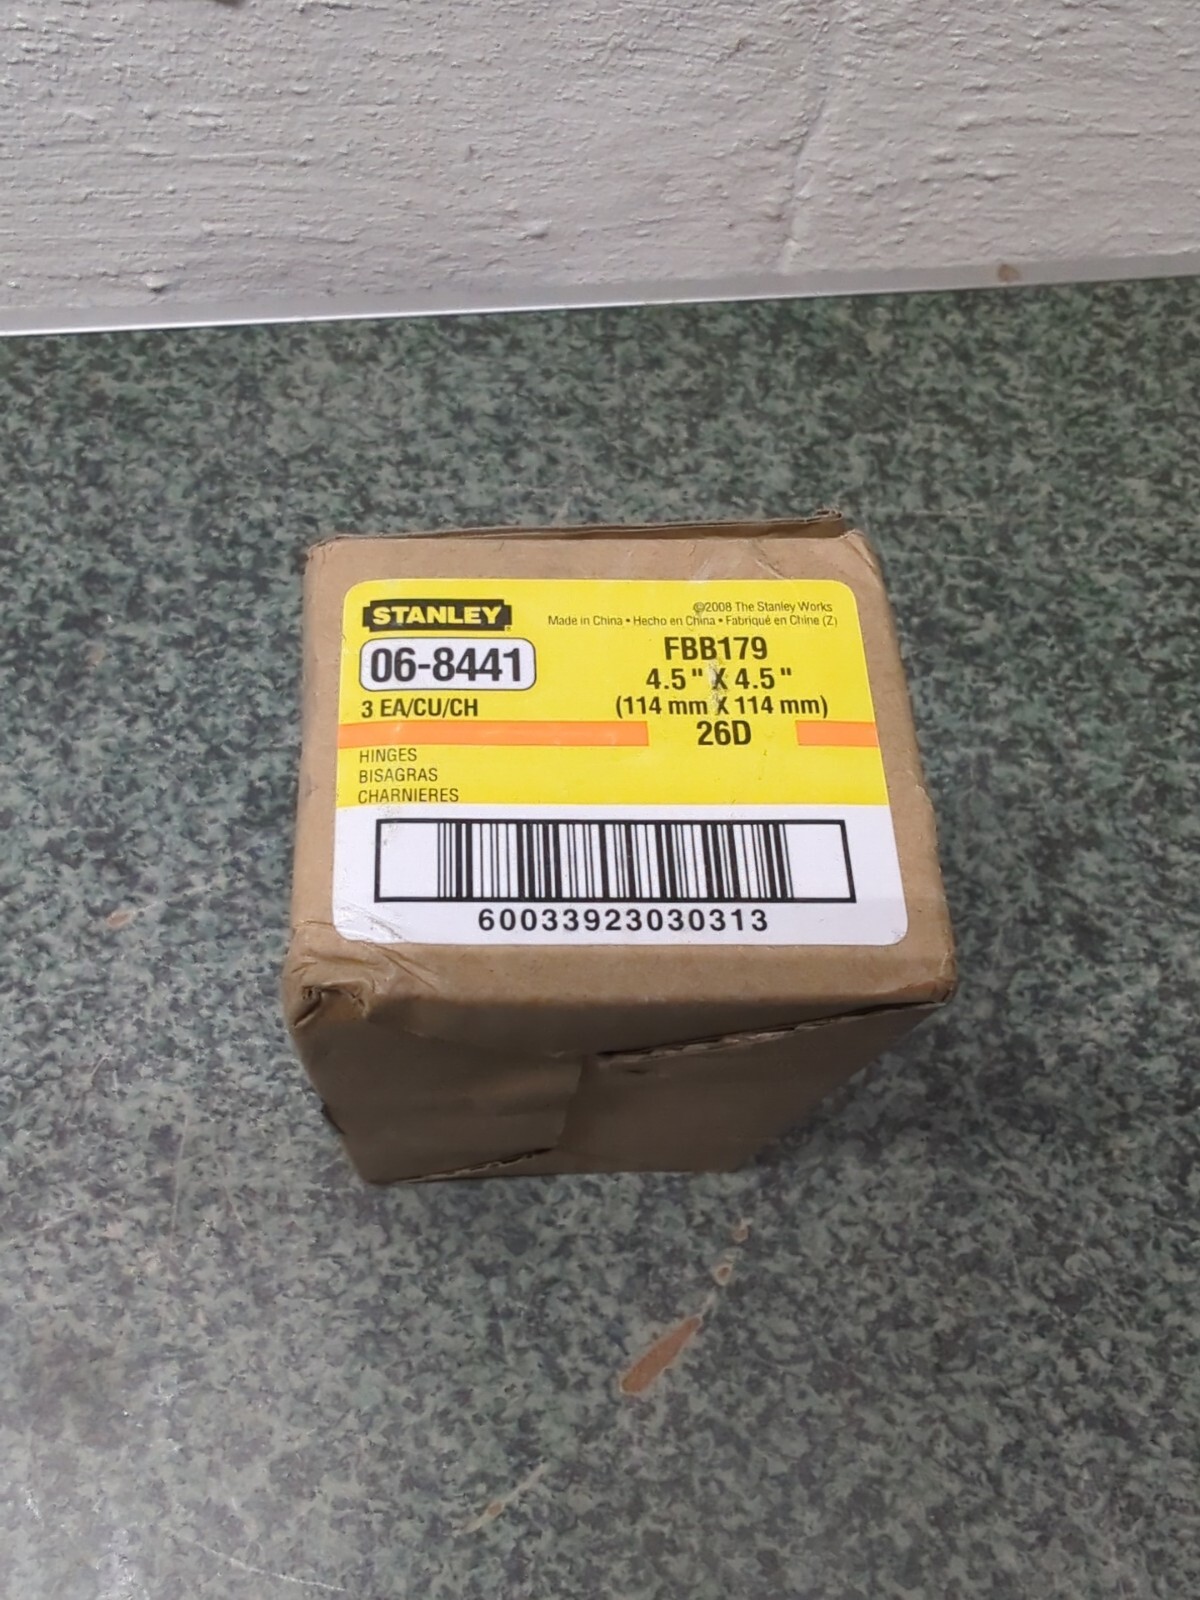 STANLEY®
©2008 The Stanley Works
Made in China • Hecho en China • Fabriqué en Chine (Z)
06-8441
FBB179
4.5" X 4.5"
3 EA/CU/CH
(114 mm X 114 mm)
26D
HINGES
BISAGRAS
CHARNIERES
60033923030313